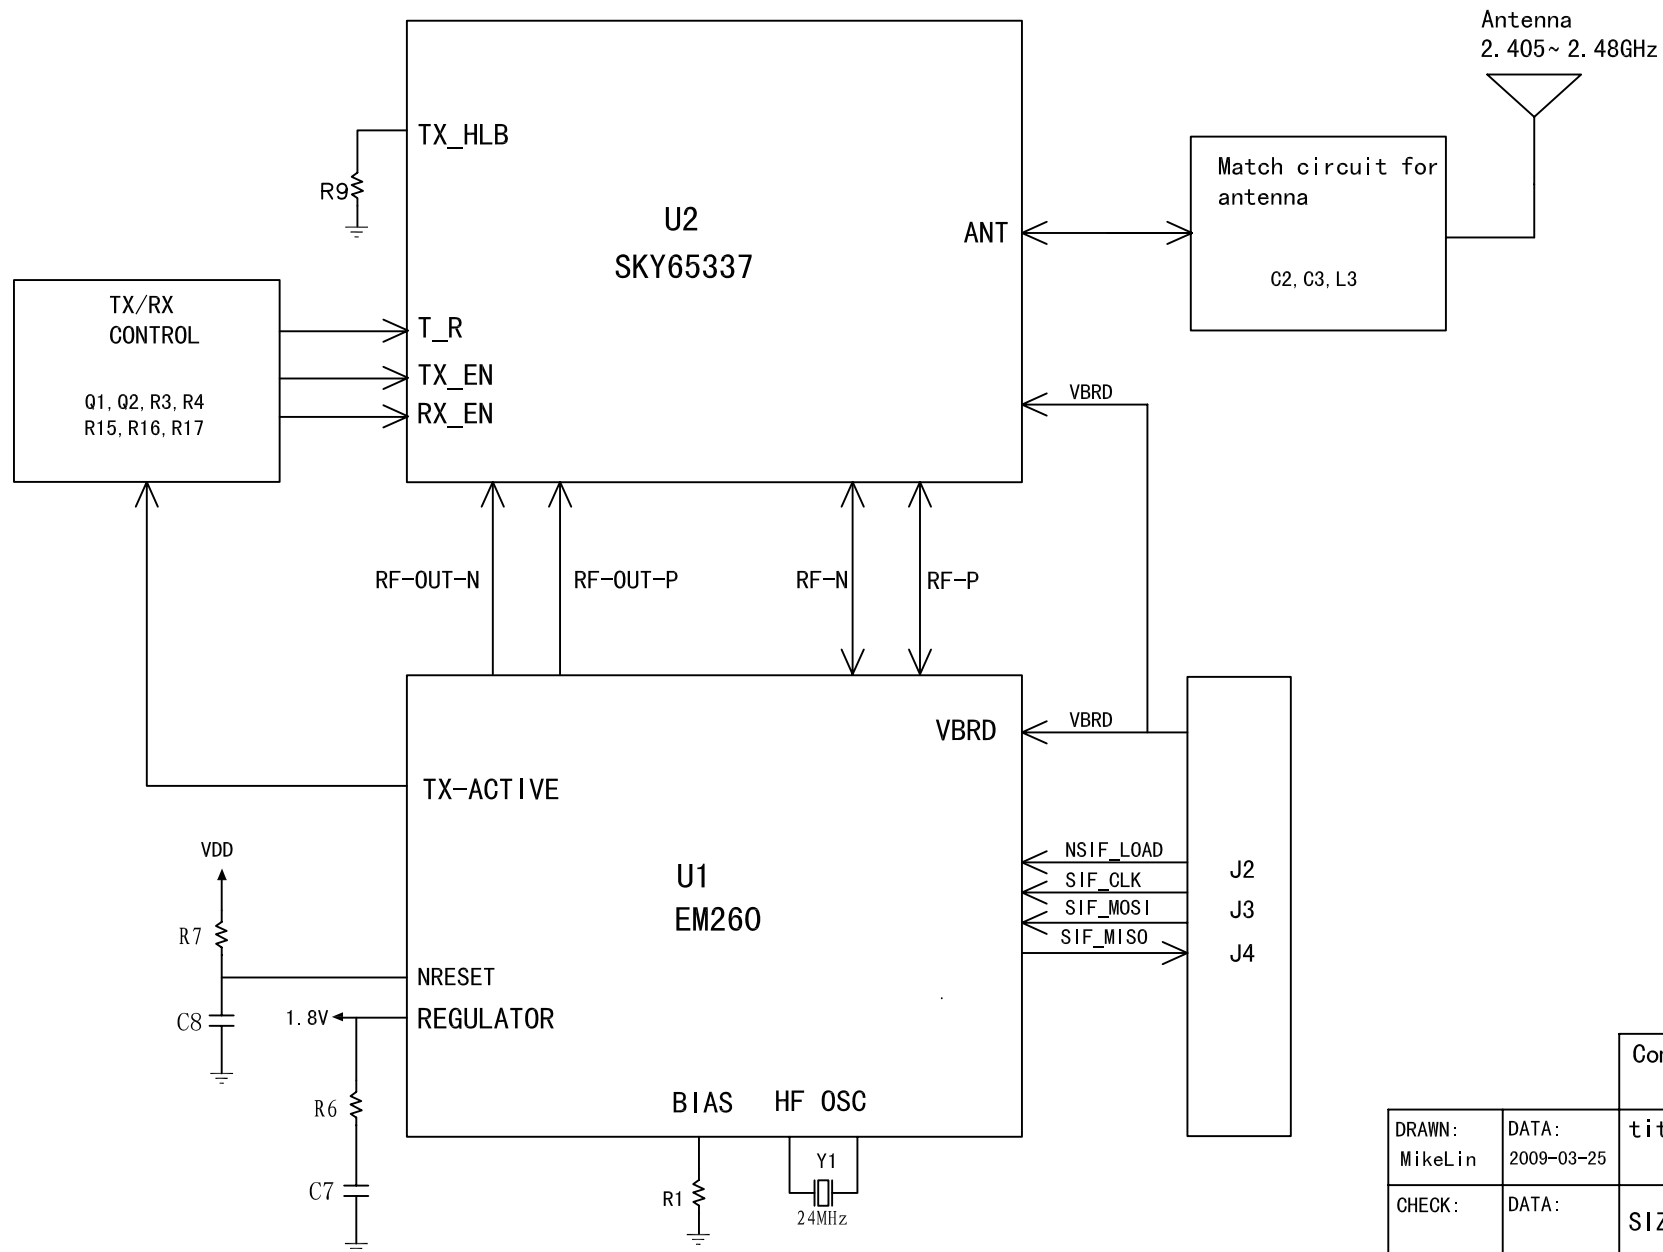 Antenna
2.405~2.48GHz
TX_HLB
R9
U2
SKY65337
ANT
Match circuit for
antenna
C2,C3,L3
TX/RX
CONTROL
Q1,Q2,R3,R4
R15,R16,R17
T_R
TX_EN
RX_EN
VBRD
RF-OUT-N
RF-OUT-P
RF-N
RF-P
VBRD
VBRD
TX-ACTIVE
VDD
R7
C8
NRESET
1.8V
REGULATOR
R6
C7
U1
EM260
NSIF_LOAD
SIF_CLK
SIF_MOSI
SIF_MISO
J2
J3
J4
BIAS
HF OSC
R1
Y1
24MHz
DRAWN:
MikeLin
DATA:
2009-03-25
CHECK:
DATA: